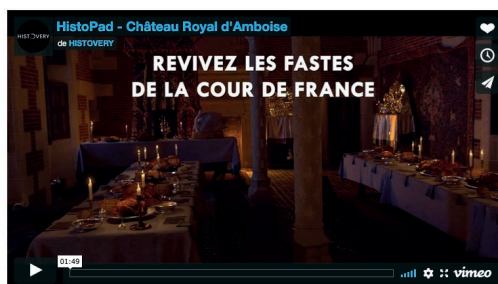 HISTOVERY
HistoPad - Château Royal d'Amboise
de HISTOVERY
REVIVEZ LES FASTES
DE LA COUR DE FRANCE
01:49
vimeo